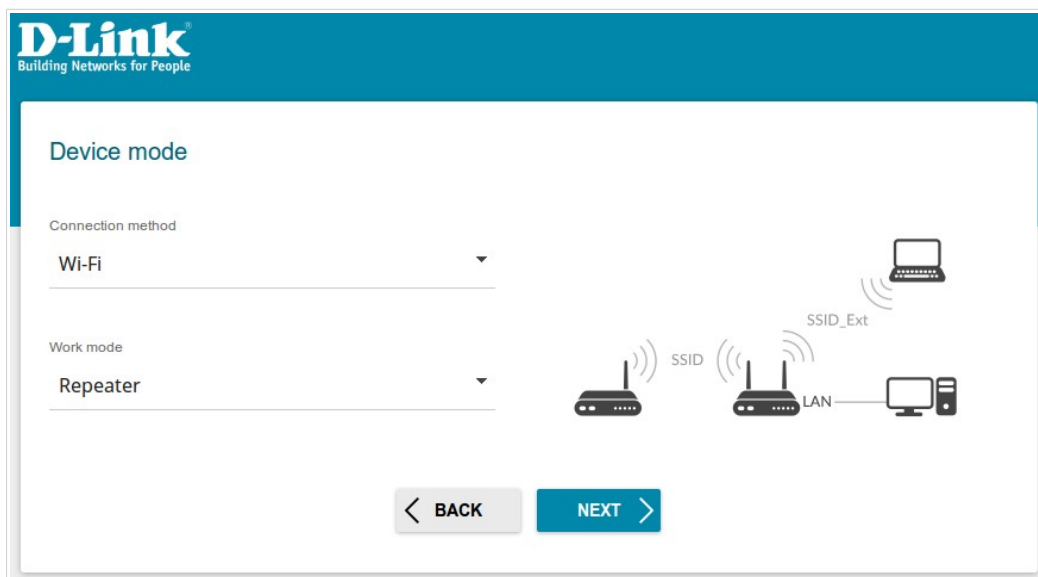 D-Link®
Building Networks for People
Device mode
Connection method
Wi-Fi
Work mode
Repeater
SSID
SSID_Ext
LAN
BACK
NEXT